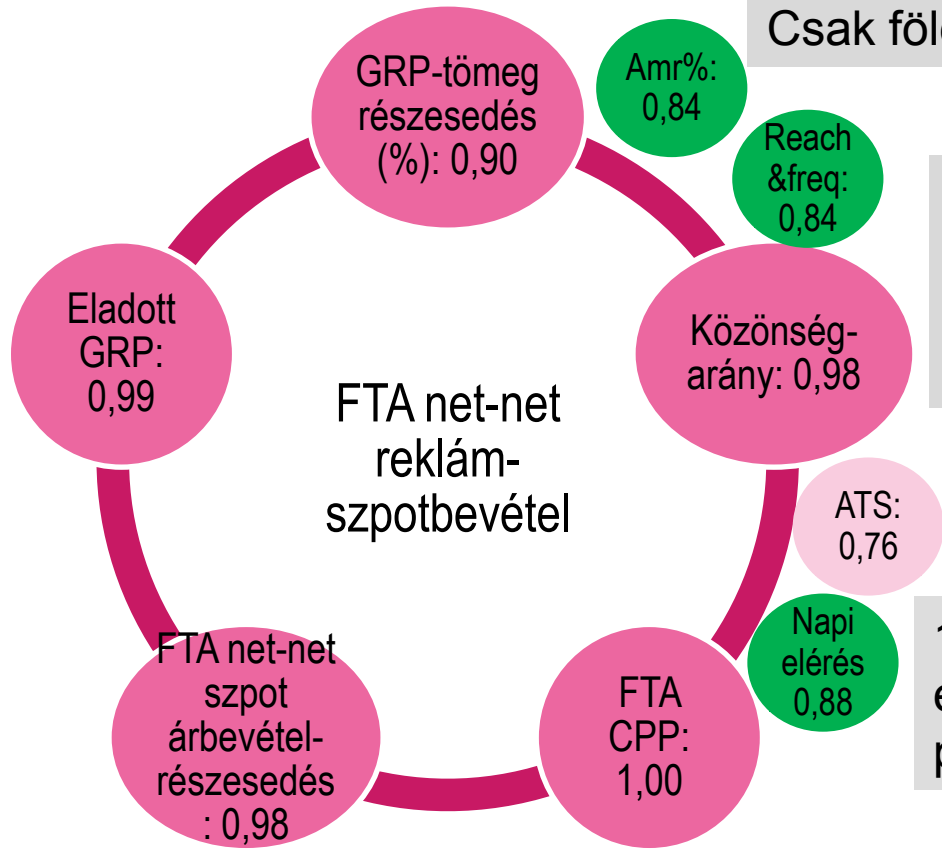 Csak
GRP-tömeg
részesedés
(%): 0,90
Amr%:
0,84
Reach
&freq:
0,84
Közönség-
arány: 0,98
Eladott
GRP:
0,99
FTA net-net
reklám-
szpotbevétel
ATS:
0,76
Napi
elérés
0,88
FTA
CPP:
1,00
FTA net-net
szpot
árbevétel-
részesedés
: 0,98